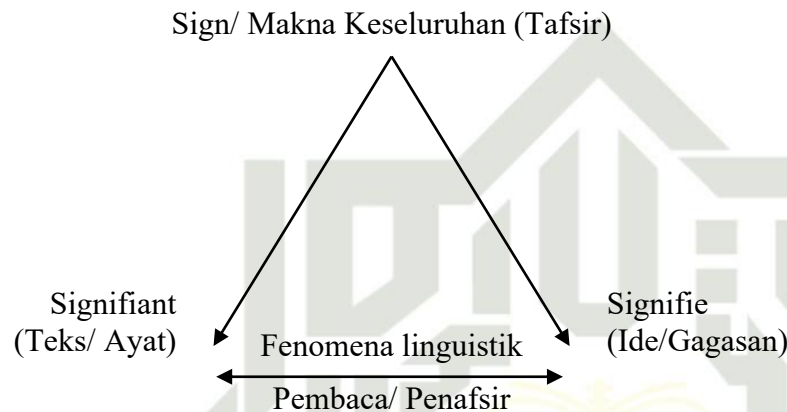 Sign/ Makna Keseluruhan (Tafsir)
Signifiant
(Teks/ Ayat)
Fenomena linguistik
Pembaca/ Penafsir
Signifie
(Ide/Gagasan)